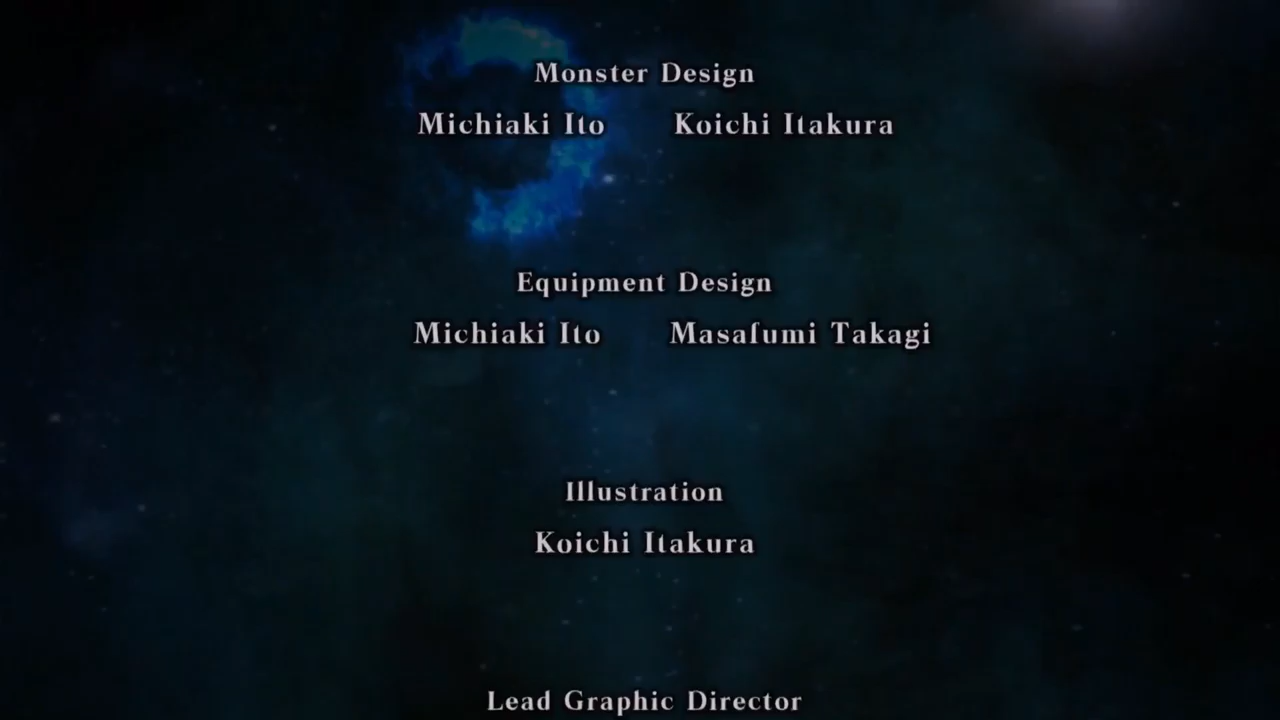 Monster Design
Michiaki Ito Koichi Itakura
Equipment Design
Michiaki Ito Masafumi Takagi
Illustration
Koichi Itakura
Lead Graphic Director